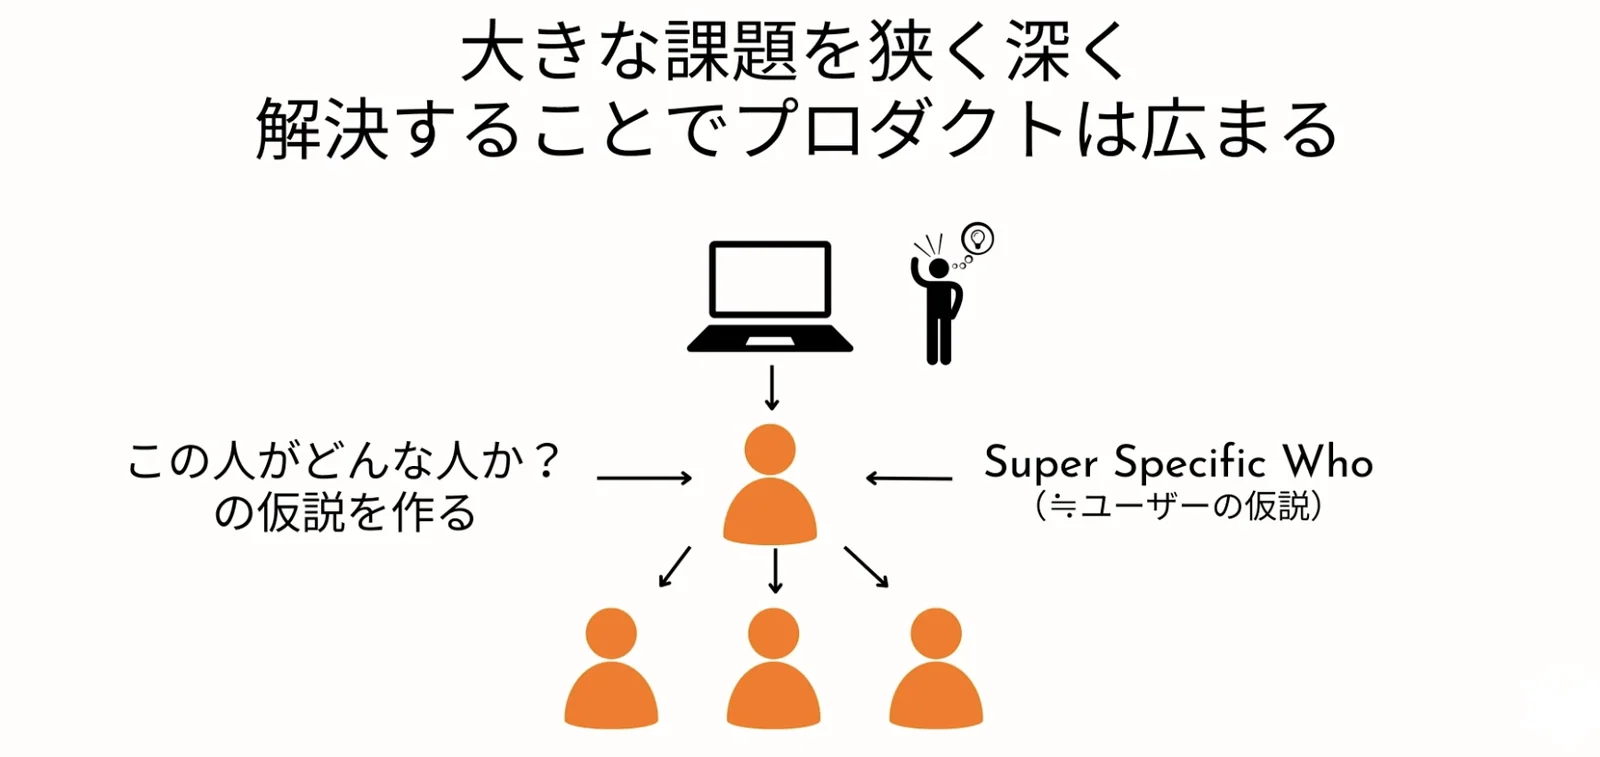 大きな課題を狭く深く
解決することでプロダクトは広まる
この人がどんな人か？
の仮説を作る
Super Specific Who
（≒ユーザーの仮説）